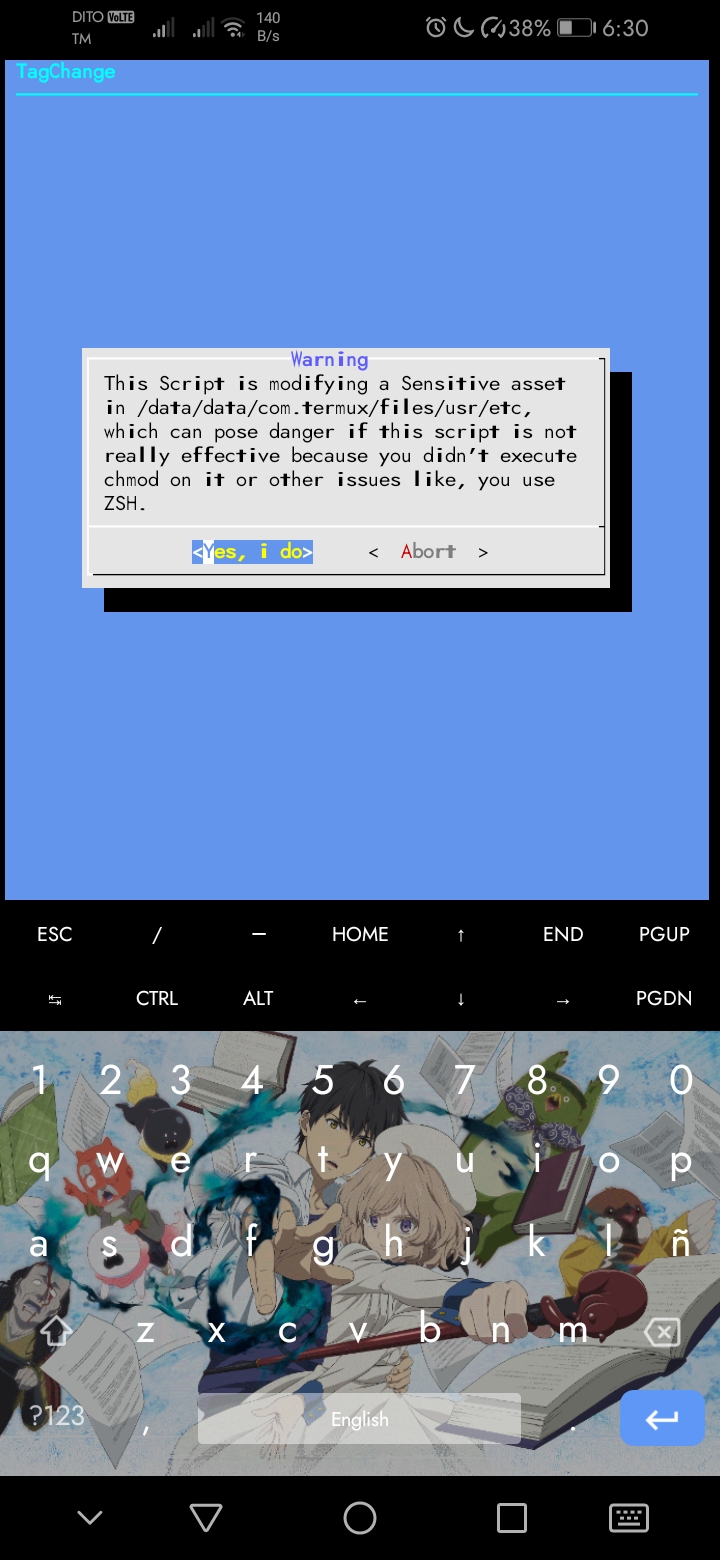 DITO VoLTE
TM
140
B/s
38%
6:30
TagChange
Warning
This Script is modifying a Sensitive asset
in /data/data/com.termux/files/usr/etc,
which can pose danger if this script is not
really effective because you didn't execute
chmod on it or other issues like, you use
ZSH.
<Yes, i do> < Abort >
ESC / — HOME ↑ END PGUP
↹ CTRL ALT ← ↓ → PGDN
1 2 3 4 5 6 7 8 9 0
q w e r t y u i o p
a s d f g h j k l ñ
z x c v b n m
?123 , English .